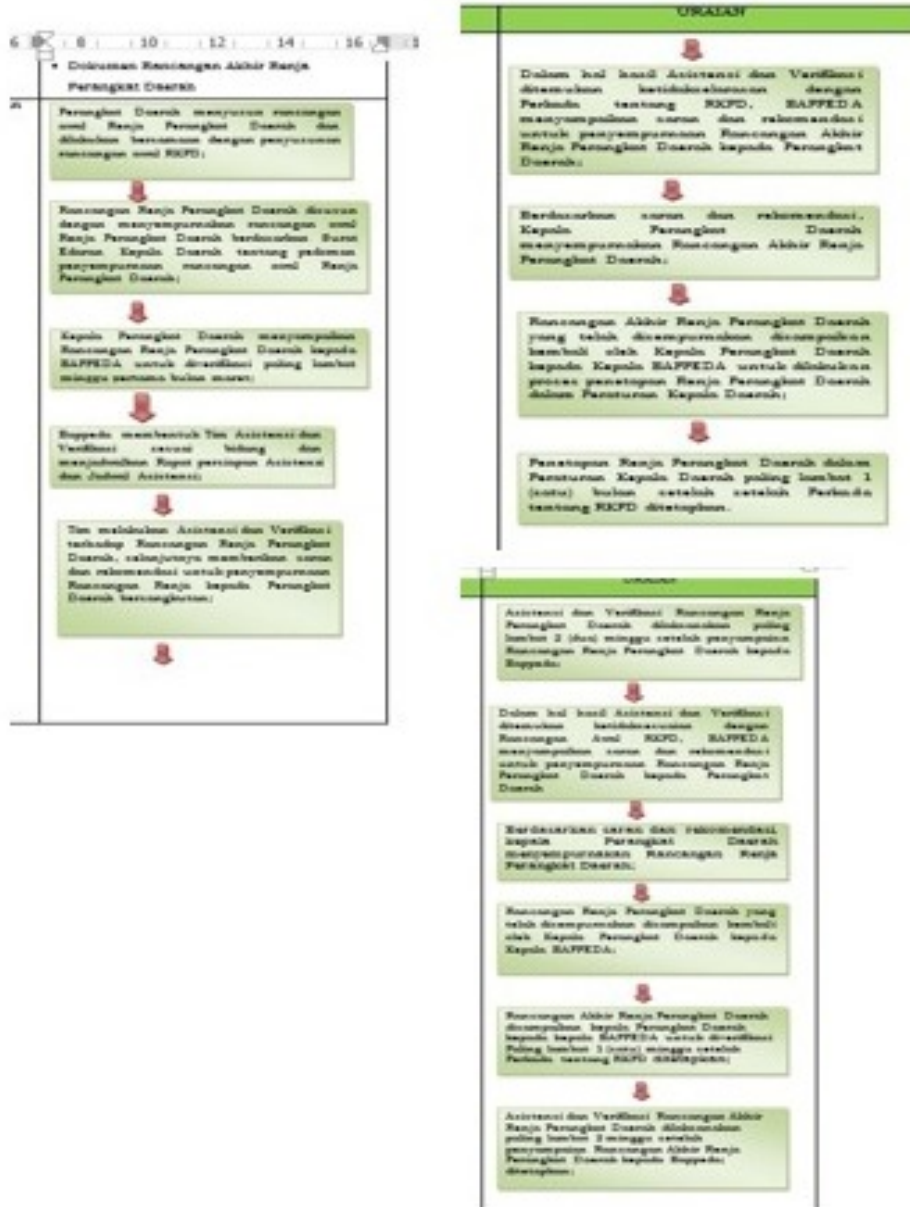 6 8 10 12 14 16
• Dokuman Rancangan Akhir Renja
Perangkat Daerah
Perangkat Daerah menyusun rancangan
awal Renja Perangkat Daerah dan
dilakukan bersamaan dengan penyusunan
rancangan awal RKPD;
Rancangan Renja Perangkat Daerah disusun
dengan menyempurnakan rancangan awal
Renja Perangkat Daerah berdasarkan Surat
Edaran Kepala Daerah tentang pedoman
penyempurnaan rancangan awal Renja
Perangkat Daerah;
Kepala Perangkat Daerah menyampaikan
Rancangan Renja Perangkat Daerah kepada
BAPPEDA untuk diverifikasi paling lambat
minggu pertama bulan maret;
Bappeda membentuk Tim Asistensi dan
Verifikasi sesuai bidang dan
menjadwalkan Rapat persiapan Asistensi
dan Jadwal Asistensi;
Tim melakukan Asistensi dan Verifikasi
terhadap Rancangan Renja Perangkat
Daerah, selanjutnya memberikan saran
dan rekomendasi untuk penyempurnaan
Rancangan Renja kepada Perangkat
Daerah bersangkutan;
URAIAN
Dalam hal hasil Asistensi dan Verifikasi
ditemukan ketidakselarasan dengan
Perkada tentang RKPD, BAPPEDA
menyampaikan saran dan rekomendasi
untuk penyempurnaan Rancangan Akhir
Renja Perangkat Daerah kepada Perangkat
Daerah;
Berdasarkan saran dan rekomendasi,
Kepala Perangkat Daerah
menyempurnakan Rancangan Akhir Renja
Perangkat Daerah;
Rancangan Akhir Renja Perangkat Daerah
yang telah disempurnakan disampaikan
kembali oleh Kepala Perangkat Daerah
kepada Kepala BAPPEDA untuk dilakukan
proses penetapan Renja Perangkat Daerah
dalam Peraturan Kepala Daerah;
Penetapan Renja Perangkat Daerah dalam
Peraturan Kepala Daerah paling lambat 1
(satu) bulan setelah setelah Perkada
tentang RKPD ditetapkan.
URAIAN
Asistensi dan Verifikasi Rancangan Renja
Perangkat Daerah dilaksanakan paling
lambat 2 (dua) minggu setelah penyampaian
Rancangan Renja Perangkat Daerah kepada
Bappeda;
Dalam hal hasil Asistensi dan Verifikasi
ditemukan ketidaksesuaian dengan
Rancangan Awal RKPD, BAPPEDA
menyampaikan saran dan rekomendasi
untuk penyempurnaan Rancangan Renja
Perangkat Daerah kepada Perangkat
Daerah
Berdasarkan saran dan rekomendasi,
kepala Perangkat Daerah
menyempurnakan Rancangan Renja
Perangkat Daerah;
Rancangan Renja Perangkat Daerah yang
telah disempurnakan disampaikan kembali
oleh Kepala Perangkat Daerah kepada
Kepala BAPPEDA;
Rancangan Akhir Renja Perangkat Daerah
disampaikan kepala Perangkat Daerah
kepada kepala BAPPEDA untuk diverifikasi
Paling lambat 1 (satu) minggu setelah
Perkada tentang RKPD ditetapkan;
Asistensi dan Verifikasi Rancangan Akhir
Renja Perangkat Daerah dilaksanakan
paling lambat 2 minggu setelah
penyampaian Rancangan Akhir Renja
Perangkat Daerah kepada Bappeda;
ditetapkan;